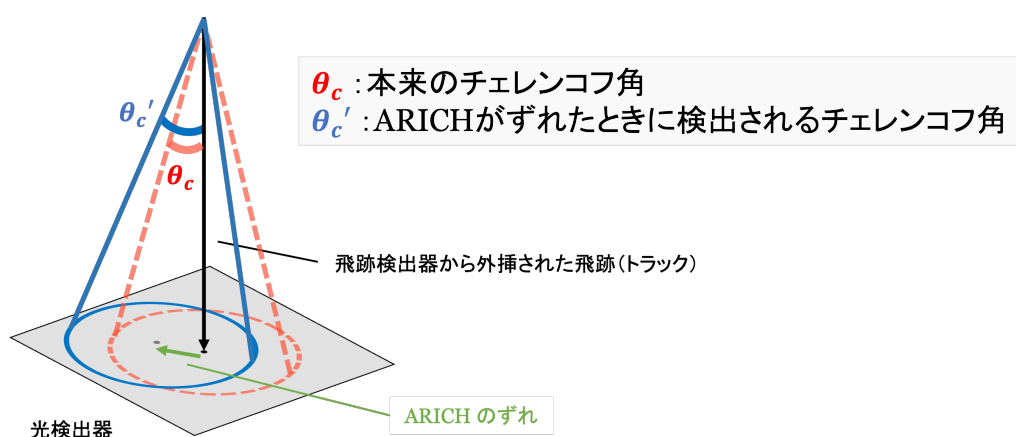 θc : 本来のチェレンコフ角
θc′ : ARICHがずれたときに検出されるチェレンコフ角
θc′
θc
飛跡検出器から外挿された飛跡(トラック)
ARICH のずれ
光検出器